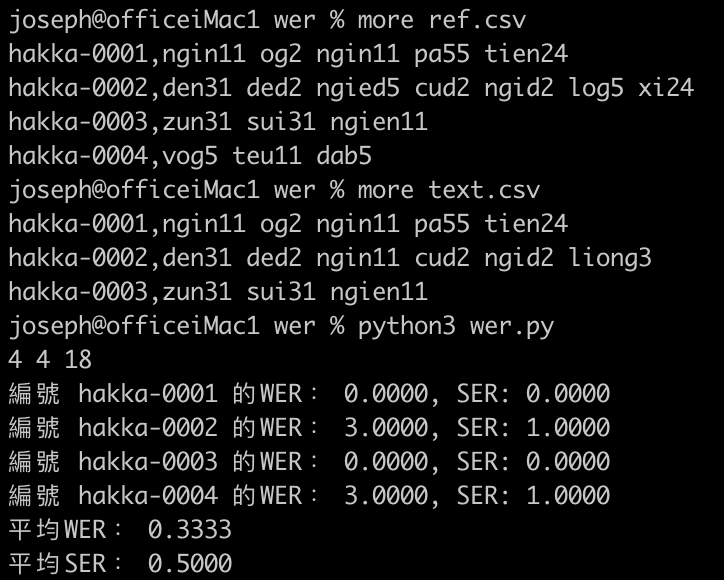 joseph@officeiMac1 wer % more ref.csv
hakka-0001,ngin11 og2 ngin11 pa55 tien24
hakka-0002,den31 ded2 ngied5 cud2 ngid2 log5 xi24
hakka-0003,zun31 sui31 ngien11
hakka-0004,vog5 teu11 dab5
joseph@officeiMac1 wer % more text.csv
hakka-0001,ngin11 og2 ngin11 pa55 tien24
hakka-0002,den31 ded2 ngin11 cud2 ngid2 liong3
hakka-0003,zun31 sui31 ngien11
joseph@officeiMac1 wer % python3 wer.py
4 4 18
編號 hakka-0001 的WER： 0.0000, SER: 0.0000
編號 hakka-0002 的WER： 3.0000, SER: 1.0000
編號 hakka-0003 的WER： 0.0000, SER: 0.0000
編號 hakka-0004 的WER： 3.0000, SER: 1.0000
平均WER： 0.3333
平均SER： 0.5000